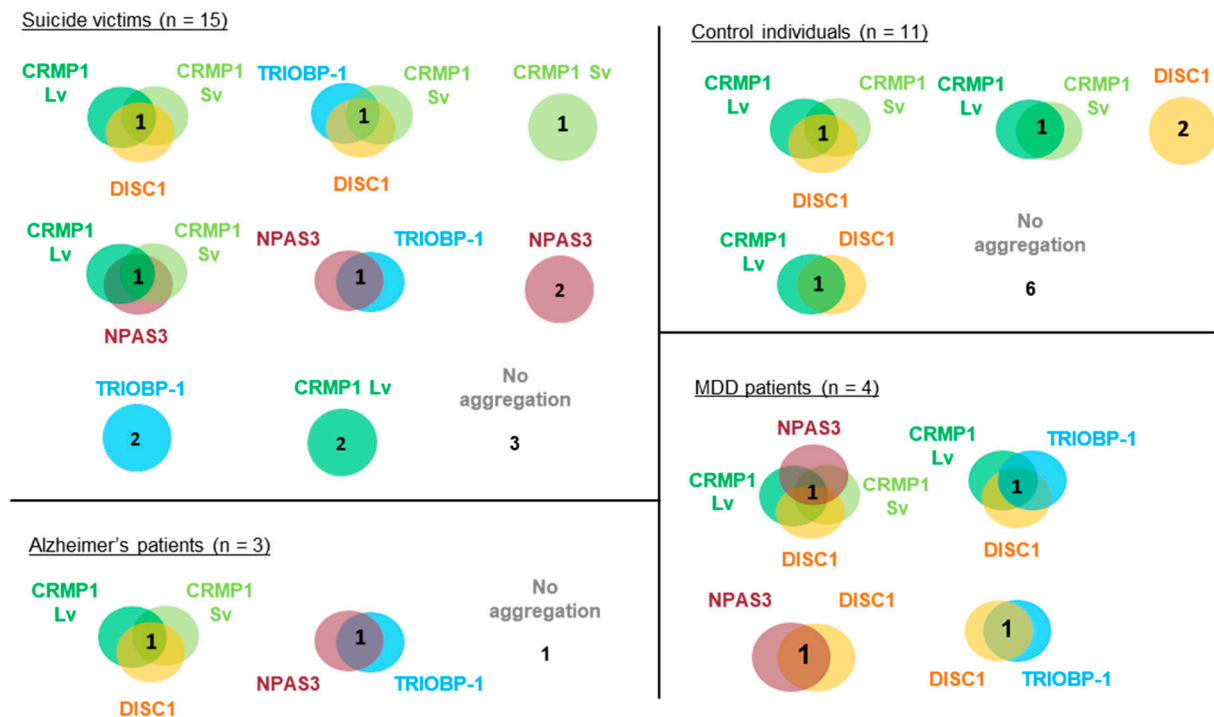 Suicide victims (n = 15)
CRMP1
Lv
CRMP1
Sv
1
DISC1
TRIOBP-1
CRMP1
Sv
1
DISC1
CRMP1 Sv
1
CRMP1
Lv
CRMP1
Sv
1
NPAS3
NPAS3
TRIOBP-1
1
NPAS3
2
TRIOBP-1
2
CRMP1 Lv
2
No
aggregation
3
Alzheimer's patients (n = 3)
CRMP1
Lv
CRMP1
Sv
1
DISC1
1
NPAS3
TRIOBP-1
No
aggregation
1
Control individuals (n = 11)
CRMP1
Lv
CRMP1
Sv
1
DISC1
CRMP1
Lv
CRMP1
Sv
1
DISC1
2
CRMP1
Lv
DISC1
1
No
aggregation
6
MDD patients (n = 4)
NPAS3
CRMP1
Lv
1
CRMP1
Sv
DISC1
CRMP1
Lv
TRIOBP-1
1
DISC1
NPAS3
DISC1
1
1
DISC1
TRIOBP-1